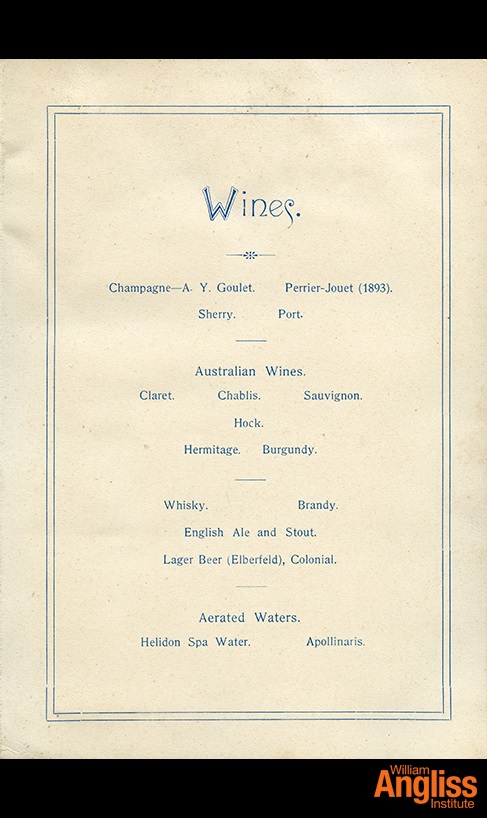 Wines.
Champagne—A. Y. Goulet. Perrier-Jouet (1893).
Sherry. Port.
Australian Wines.
Claret. Chablis. Sauvignon.
Hock.
Hermitage. Burgundy.
Whisky. Brandy.
English Ale and Stout.
Lager Beer (Elberfeld), Colonial.
Aerated Waters.
Helidon Spa Water. Apollinaris.
William
Angliss
Institute